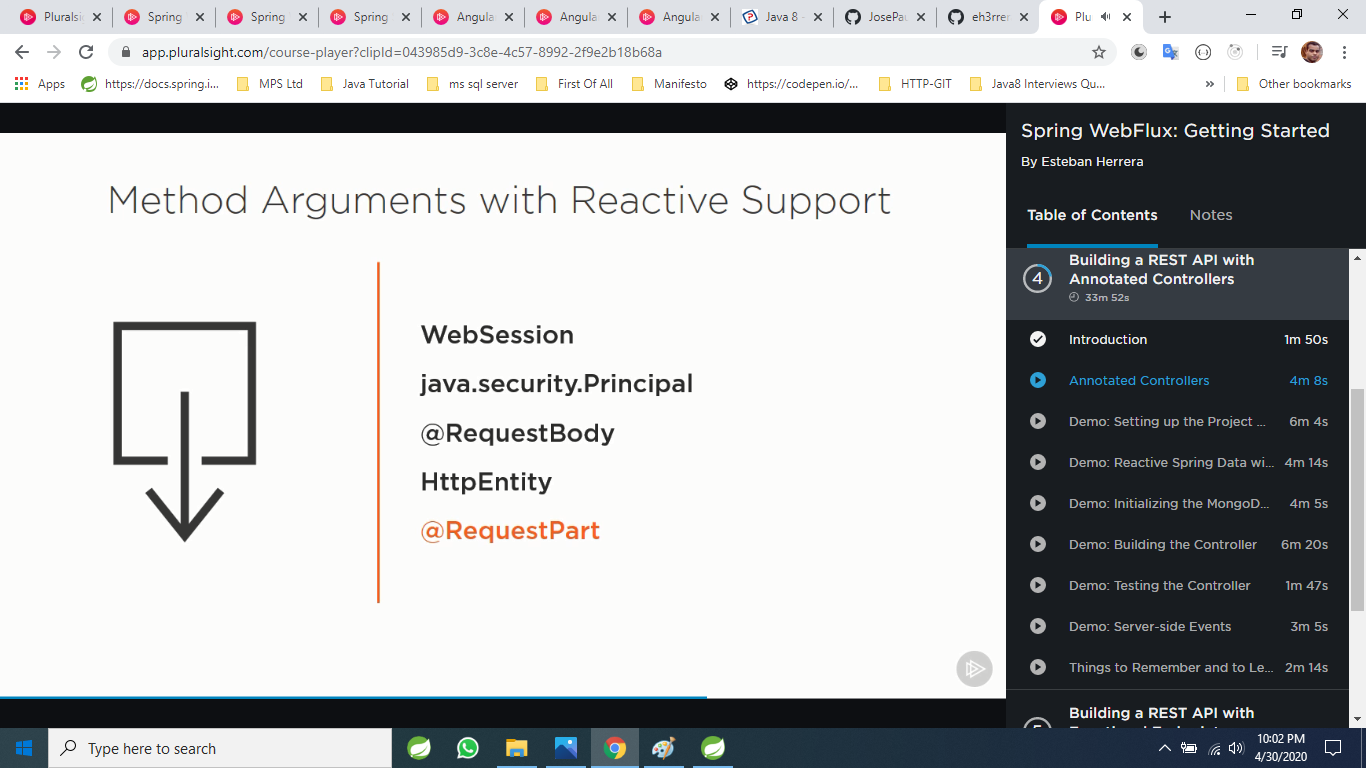 Pluralsi
Spring
Spring
Spring
Angula
Angula
Angula
Java 8 -
JosePau
eh3rrer
Plu
app.pluralsight.com/course-player?clipId=043985d9-3c8e-4c57-8992-2f9e2b18b68a
Apps
https://docs.spring.i...
MPS Ltd
Java Tutorial
ms sql server
First Of All
Manifesto
https://codepen.io/...
HTTP-GIT
Java8 Interviews Qu...
»
Other bookmarks
Method Arguments with Reactive Support
WebSession
java.security.Principal
@RequestBody
HttpEntity
@RequestPart
Spring WebFlux: Getting Started
By Esteban Herrera
Table of Contents Notes
4
Building a REST API with
Annotated Controllers
33m 52s
Introduction 1m 50s
Annotated Controllers 4m 8s
Demo: Setting up the Project ... 6m 4s
Demo: Reactive Spring Data wi... 4m 14s
Demo: Initializing the MongoD... 4m 5s
Demo: Building the Controller 6m 20s
Demo: Testing the Controller 1m 47s
Demo: Server-side Events 3m 5s
Things to Remember and to Le... 2m 14s
Building a REST API with
Type here to search
10:02 PM
4/30/2020